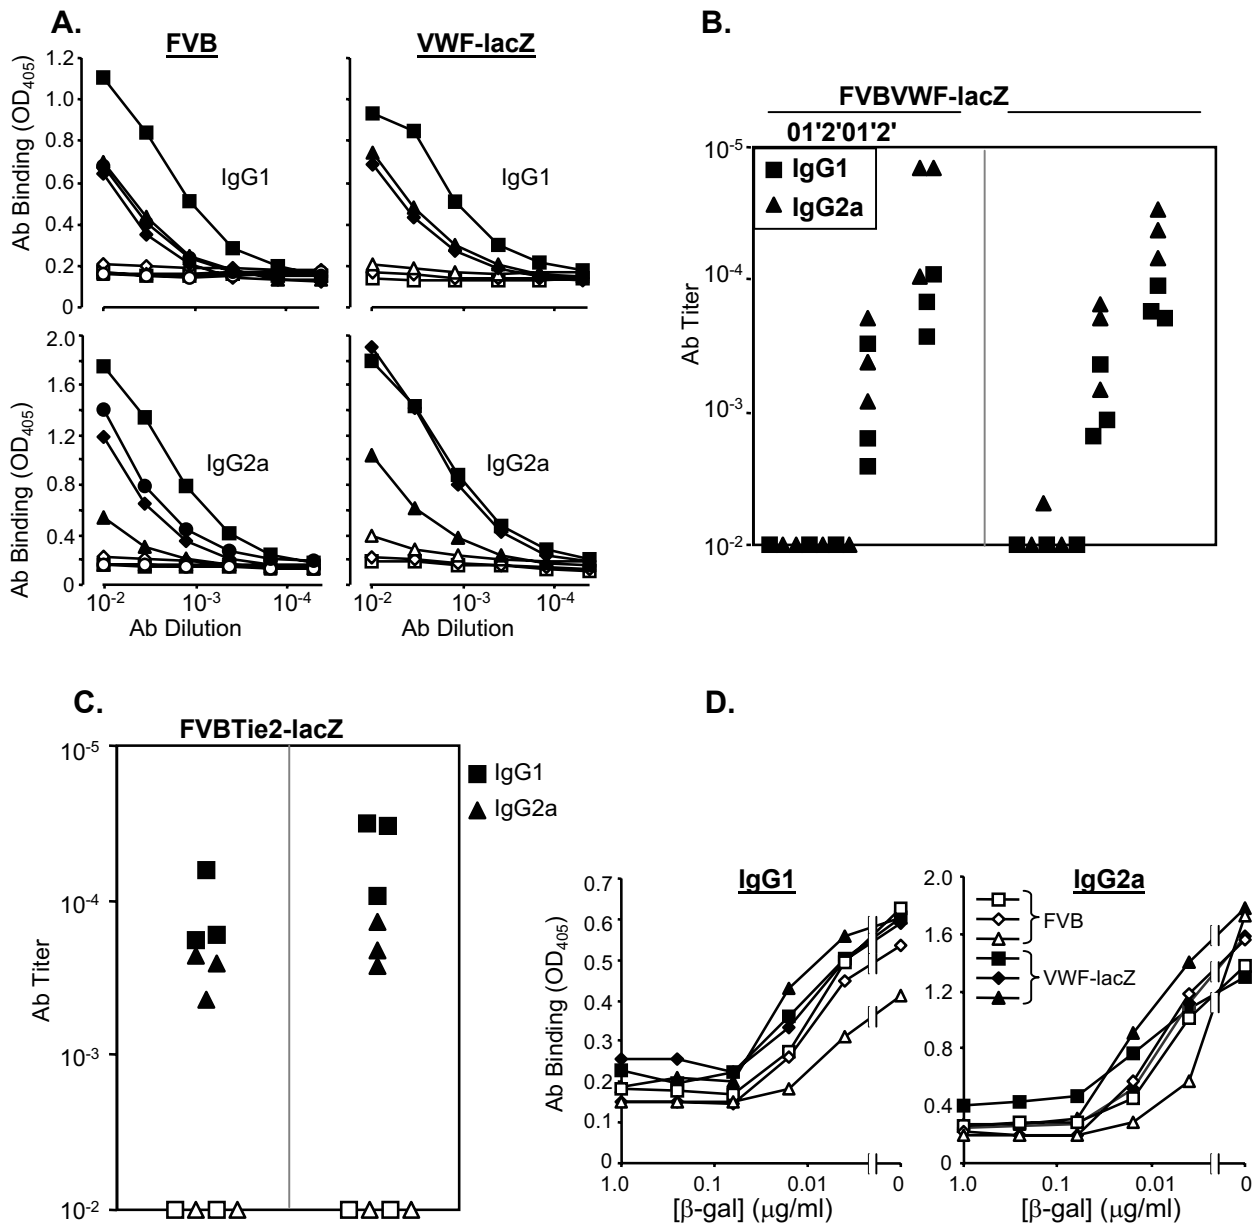 A.
FVB
VWF-lacZ
Ab Binding (OD405)
1.2
1.0
0.8
0.6
0.4
0.2
0
IgG1
IgG1
Ab Binding (OD405)
2.0
1.6
1.2
0.8
0.4
0
IgG2a
IgG2a
10-2
10-3
10-4
10-2
10-3
10-4
Ab Dilution
Ab Dilution
B.
FVBVWF-lacZ
01'2'01'2'
IgG1
IgG2a
Ab Titer
10-5
10-4
10-3
10-2
C.
FVBTie2-lacZ
IgG1
IgG2a
Ab Titer
10-5
10-4
10-3
10-2
D.
IgG1
Ab Binding (OD405)
0.7
0.6
0.5
0.4
0.3
0.2
0.1
0
1.0
0.1
0.01
0
[β-gal] (μg/ml)
IgG2a
FVB
VWF-lacZ
2.0
1.6
1.2
0.8
0.4
0
1.0
0.1
0.01
0
[β-gal] (μg/ml)